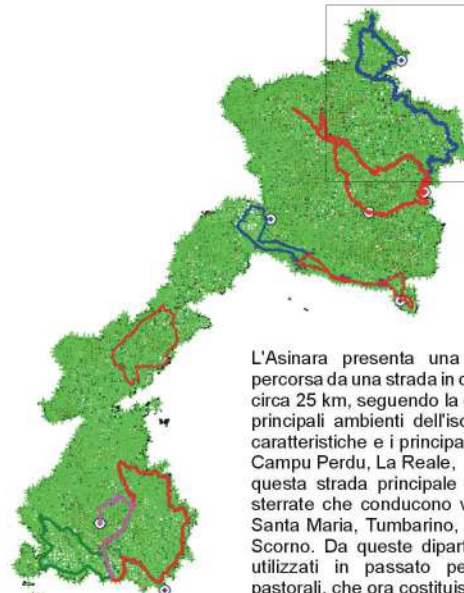 L'Asinara presenta una
percorsa da una strada in
circa 25 km, seguendo la
principali ambienti dell'iso
caratteristiche e i principa
Campu Perdu, La Reale,
questa strada principale
sterrate che conducono v
Santa Maria, Tumbarino,
Scorno. Da queste dipart
utilizzati in passato pe
pastorali, che ora costituis